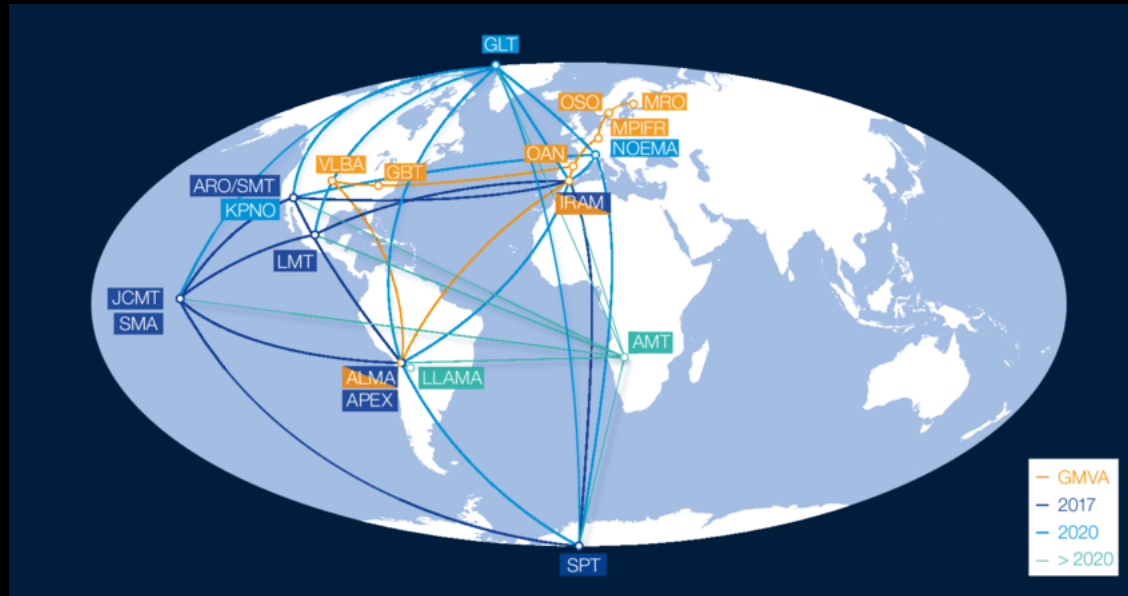 GLT
OSO
MRO
MPIFR
OAN
NOEMA
VLBA
GBT
ARO/SMT
KPNO
IRAM
LMT
JCMT
SMA
AMT
ALMA
LLAMA
APEX
SPT
GMVA
2017
2020
> 2020